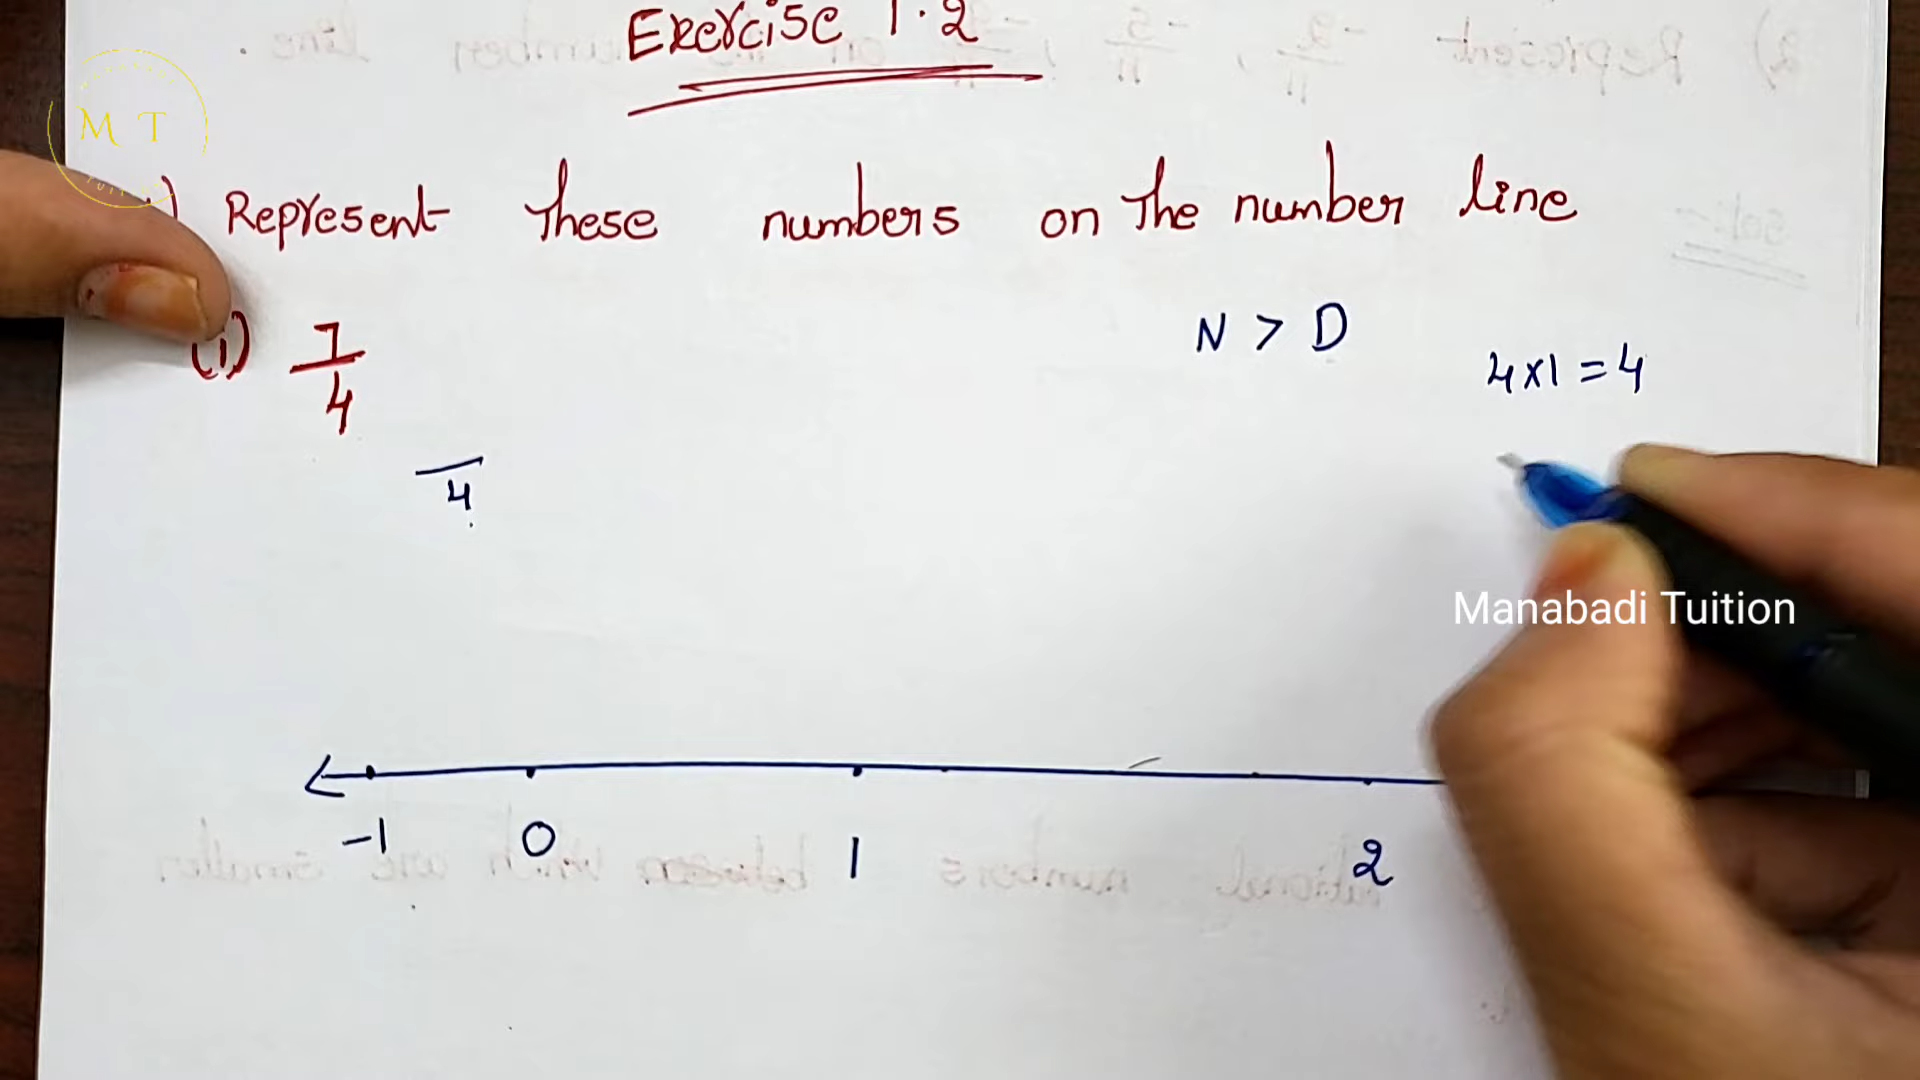 Exercise 1.2
M T
1) Represent these numbers on the number line
(i) 7/4
N > D
4x1 = 4
/4
Manabadi Tuition
-1 0 1 2